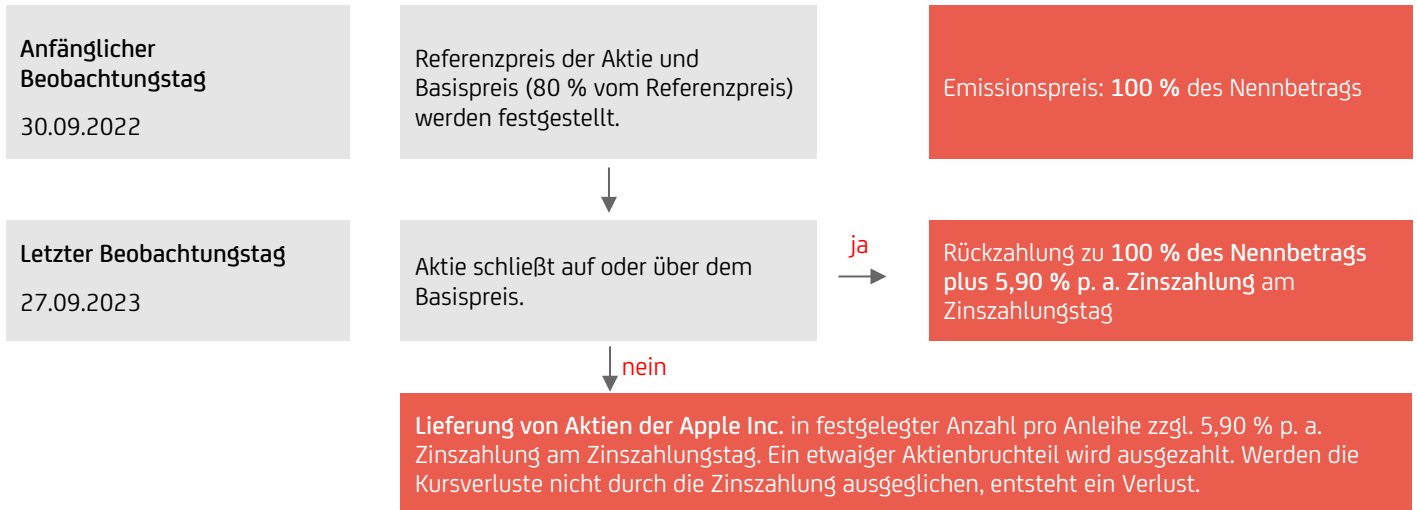 Anfänglicher
Beobachtungstag
30.09.2022
Referenzpreis der Aktie und
Basispreis (80 % vom Referenzpreis)
werden festgestellt.
Emissionspreis: 100 % des Nennbetrags
Letzter Beobachtungstag
27.09.2023
Aktie schließt auf oder über dem
Basispreis.
ja
Rückzahlung zu 100 % des Nennbetrags
plus 5,90 % p. a. Zinszahlung am
Zinszahlungstag
nein
Lieferung von Aktien der Apple Inc. in festgelegter Anzahl pro Anleihe zzgl. 5,90 % p. a.
Zinszahlung am Zinszahlungstag. Ein etwaiger Aktienbruchteil wird ausgezahlt. Werden die
Kursverluste nicht durch die Zinszahlung ausgeglichen, entsteht ein Verlust.